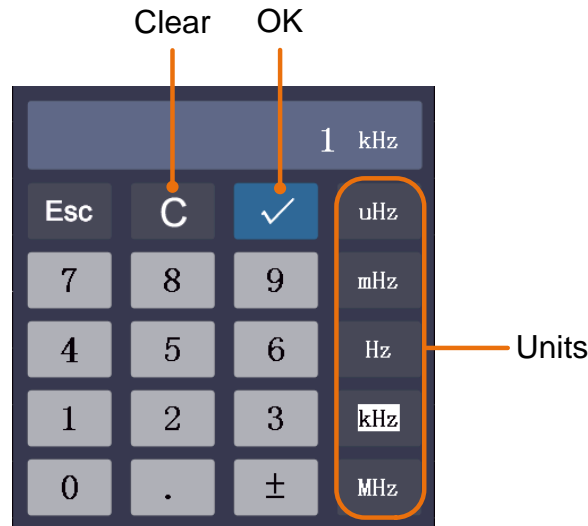 Clear OK
1 kHz
Esc C ✓ uHz
7 8 9 mHz
4 5 6 Hz
Units
1 2 3 kHz
0 . ± MHz